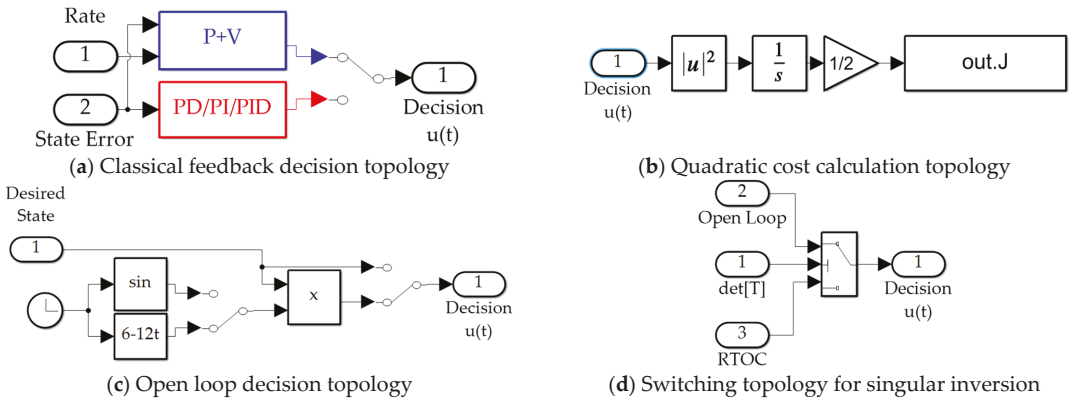 Rate
1
P+V
2
State Error
PD/PI/PID
1
Decision
u(t)
(a) Classical feedback decision topology
1
Decision
u(t)
|u|²
1
s
1/2
out.J
(b) Quadratic cost calculation topology
Desired
State
1
sin
6-12t
x
1
Decision
u(t)
(c) Open loop decision topology
2
Open Loop
1
det[T]
3
RTOC
1
Decision
u(t)
(d) Switching topology for singular inversion